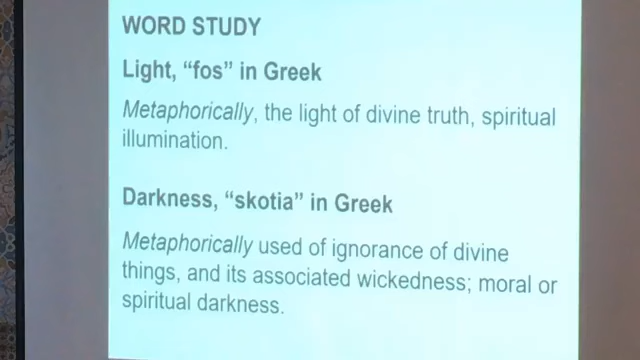 WORD STUDY
Light, “fos” in Greek
Metaphorically, the light of divine truth, spiritual
illumination.
Darkness, “skotia” in Greek
Metaphorically used of ignorance of divine
things, and its associated wickedness; moral or
spiritual darkness.